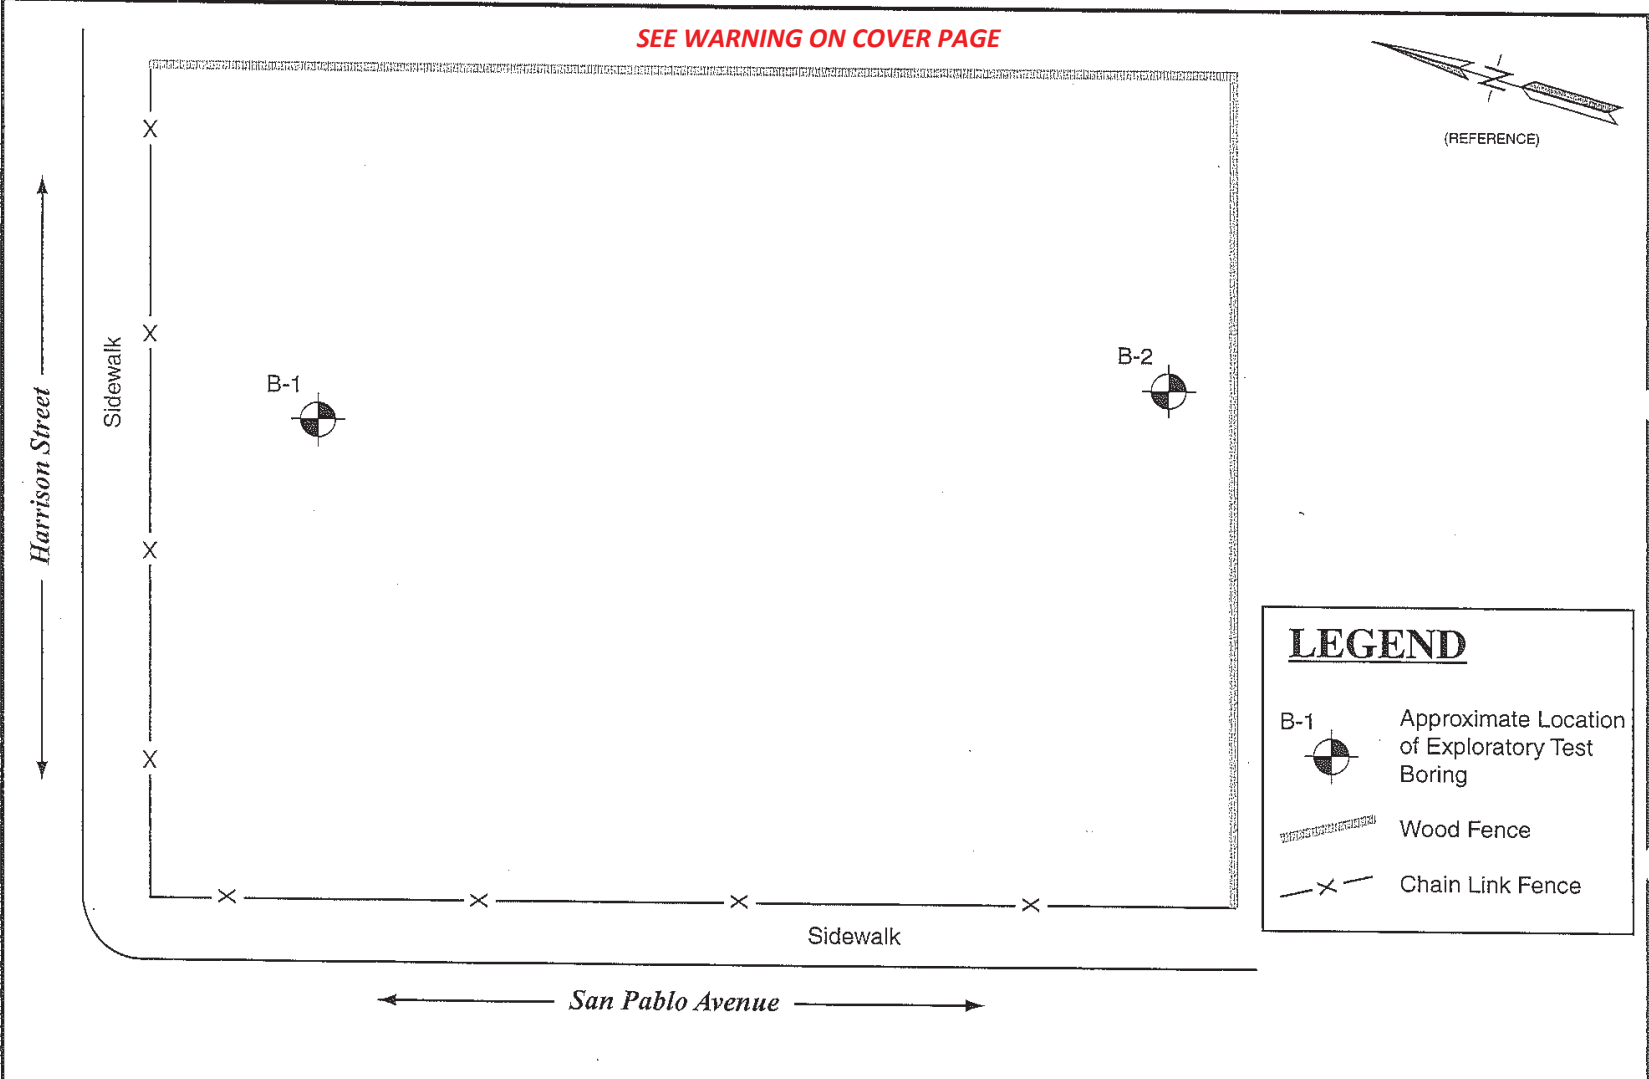 SEE WARNING ON COVER PAGE
N
(REFERENCE)
Harrison Street
Sidewalk
B-1
B-2
LEGEND
B-1
Approximate Location
of Exploratory Test
Boring
Wood Fence
X Chain Link Fence
X
X
X
X
X
X
X
X
Sidewalk
San Pablo Avenue